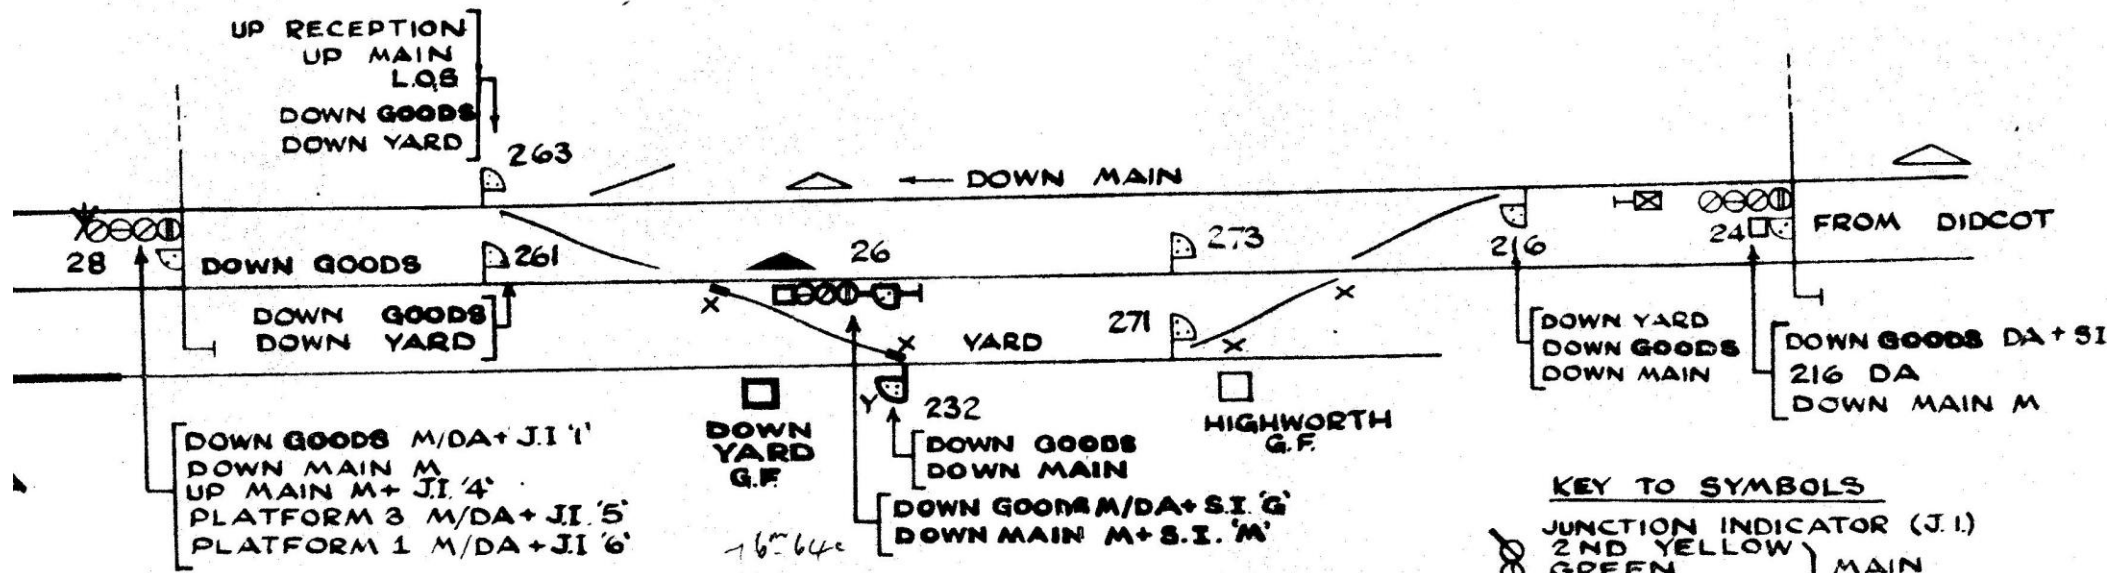 UP RECEPTION
UP MAIN
L.O.S
DOWN GOODS
DOWN YARD
263
DOWN MAIN
28
DOWN GOODS
261
26
273
216
24
FROM DIDCOT
DOWN GOODS
DOWN YARD
X
X
YARD
271
X
X
DOWN YARD
DOWN GOODS
DOWN MAIN
DOWN GOODS DA + SI
216 DA
DOWN MAIN M
DOWN GOODS M/DA + J.I '1'
DOWN MAIN M
UP MAIN M + J.I. '4'
PLATFORM 3 M/DA + J.I. '5'
PLATFORM 1 M/DA + J.I '6'
DOWN
YARD
G.F.
Y
232
DOWN GOODS
DOWN MAIN
HIGHWORTH
G.F.
DOWN GOODS M/DA + S.I. 'G'
DOWN MAIN M + S.I. 'M'
KEY TO SYMBOLS
JUNCTION INDICATOR (J.I.)
2ND YELLOW
GREEN
MAIN